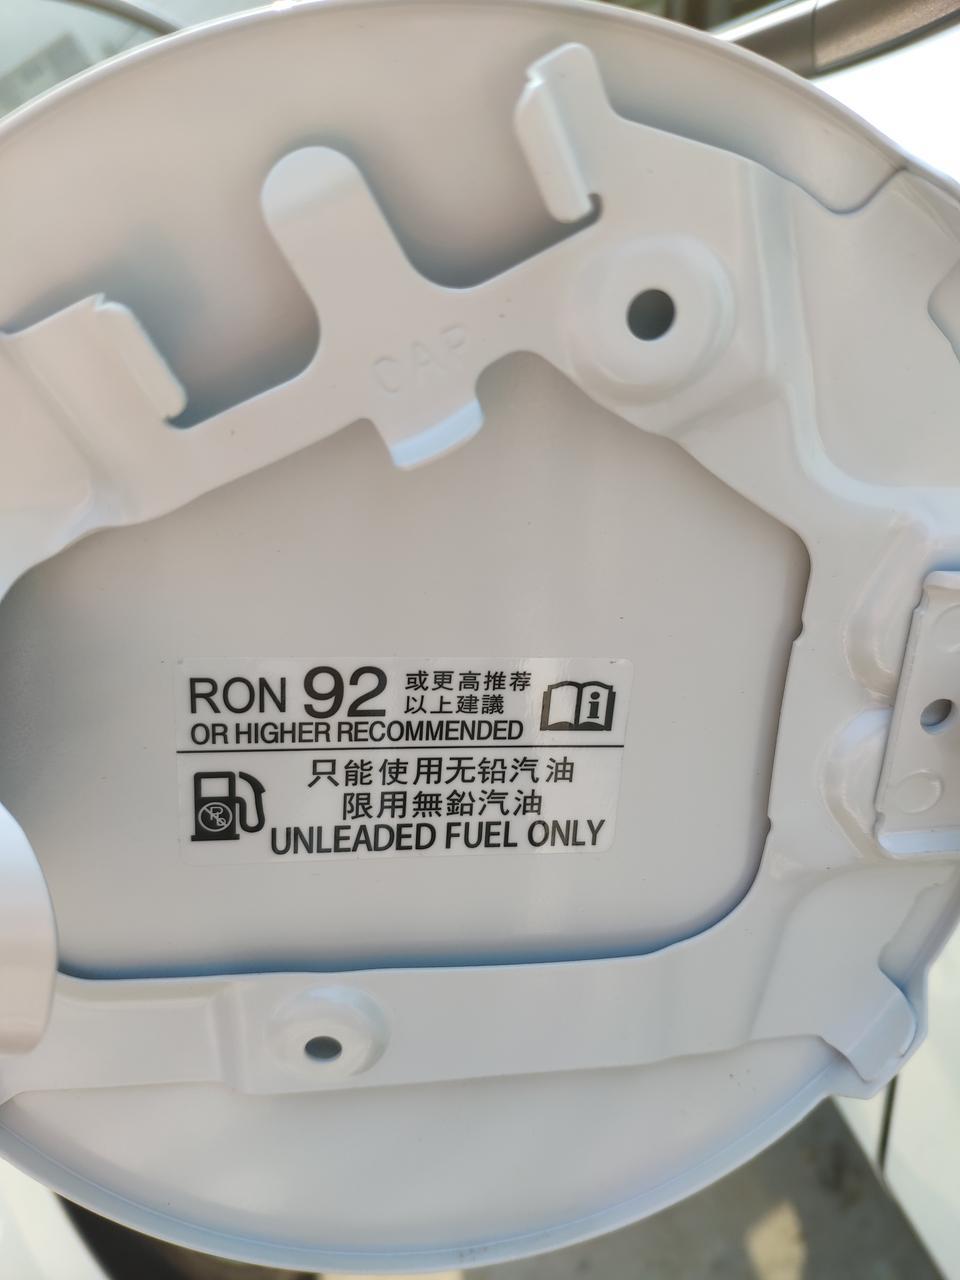 CAP
RON 92 或更高推荐
以上建議
OR HIGHER RECOMMENDED
只能使用无铅汽油
限用無鉛汽油
UNLEADED FUEL ONLY